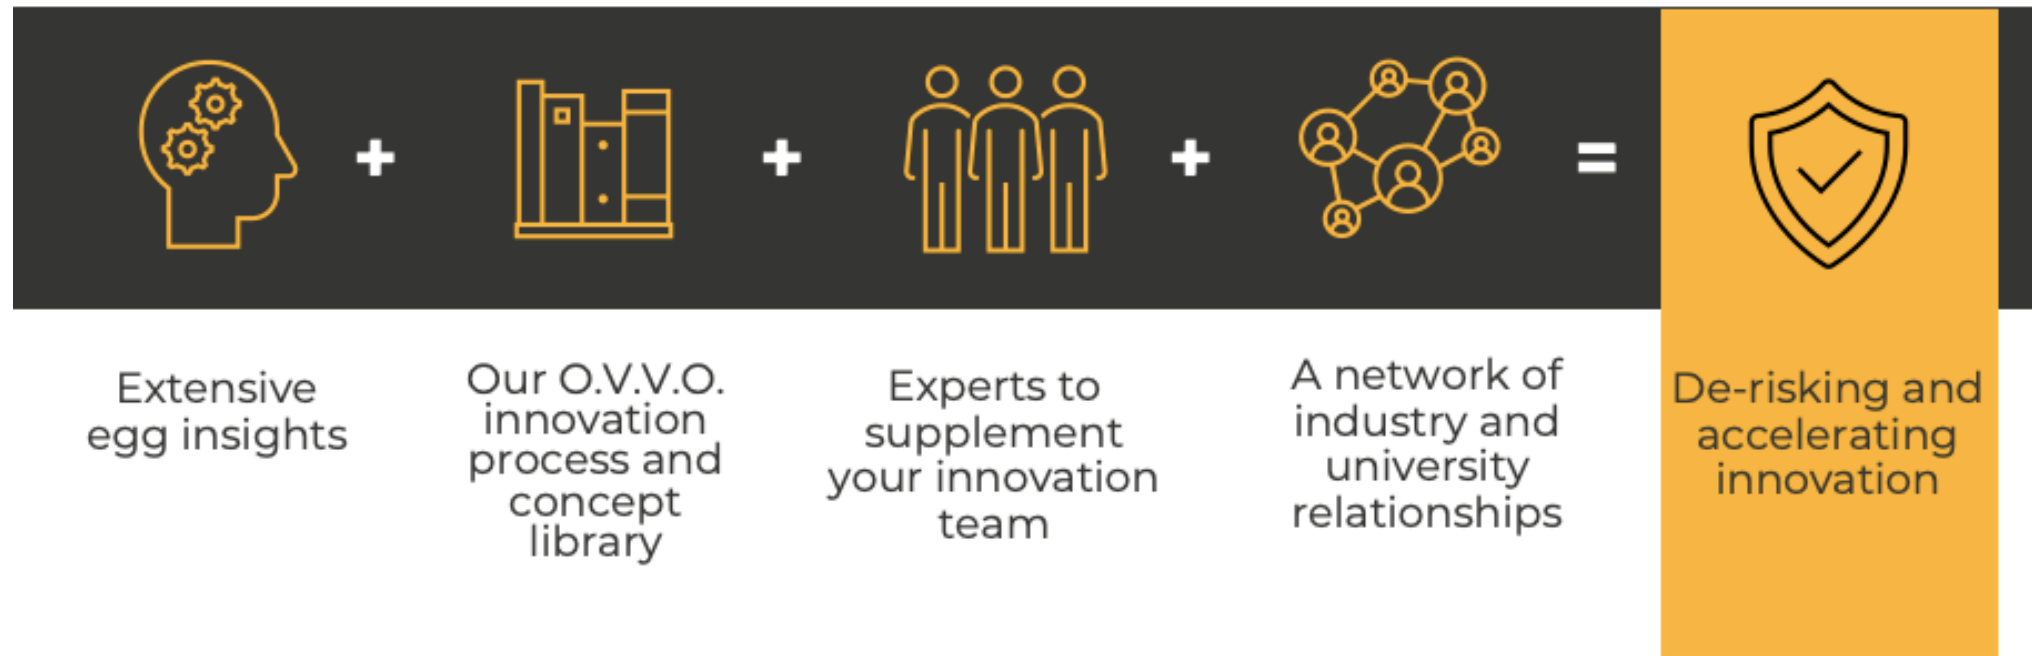 Extensive
egg insights
Our O.V.V.O.
innovation
process and
concept
library
Experts to
supplement
your innovation
team
A network of
industry and
university
relationships
De-risking and
accelerating
innovation